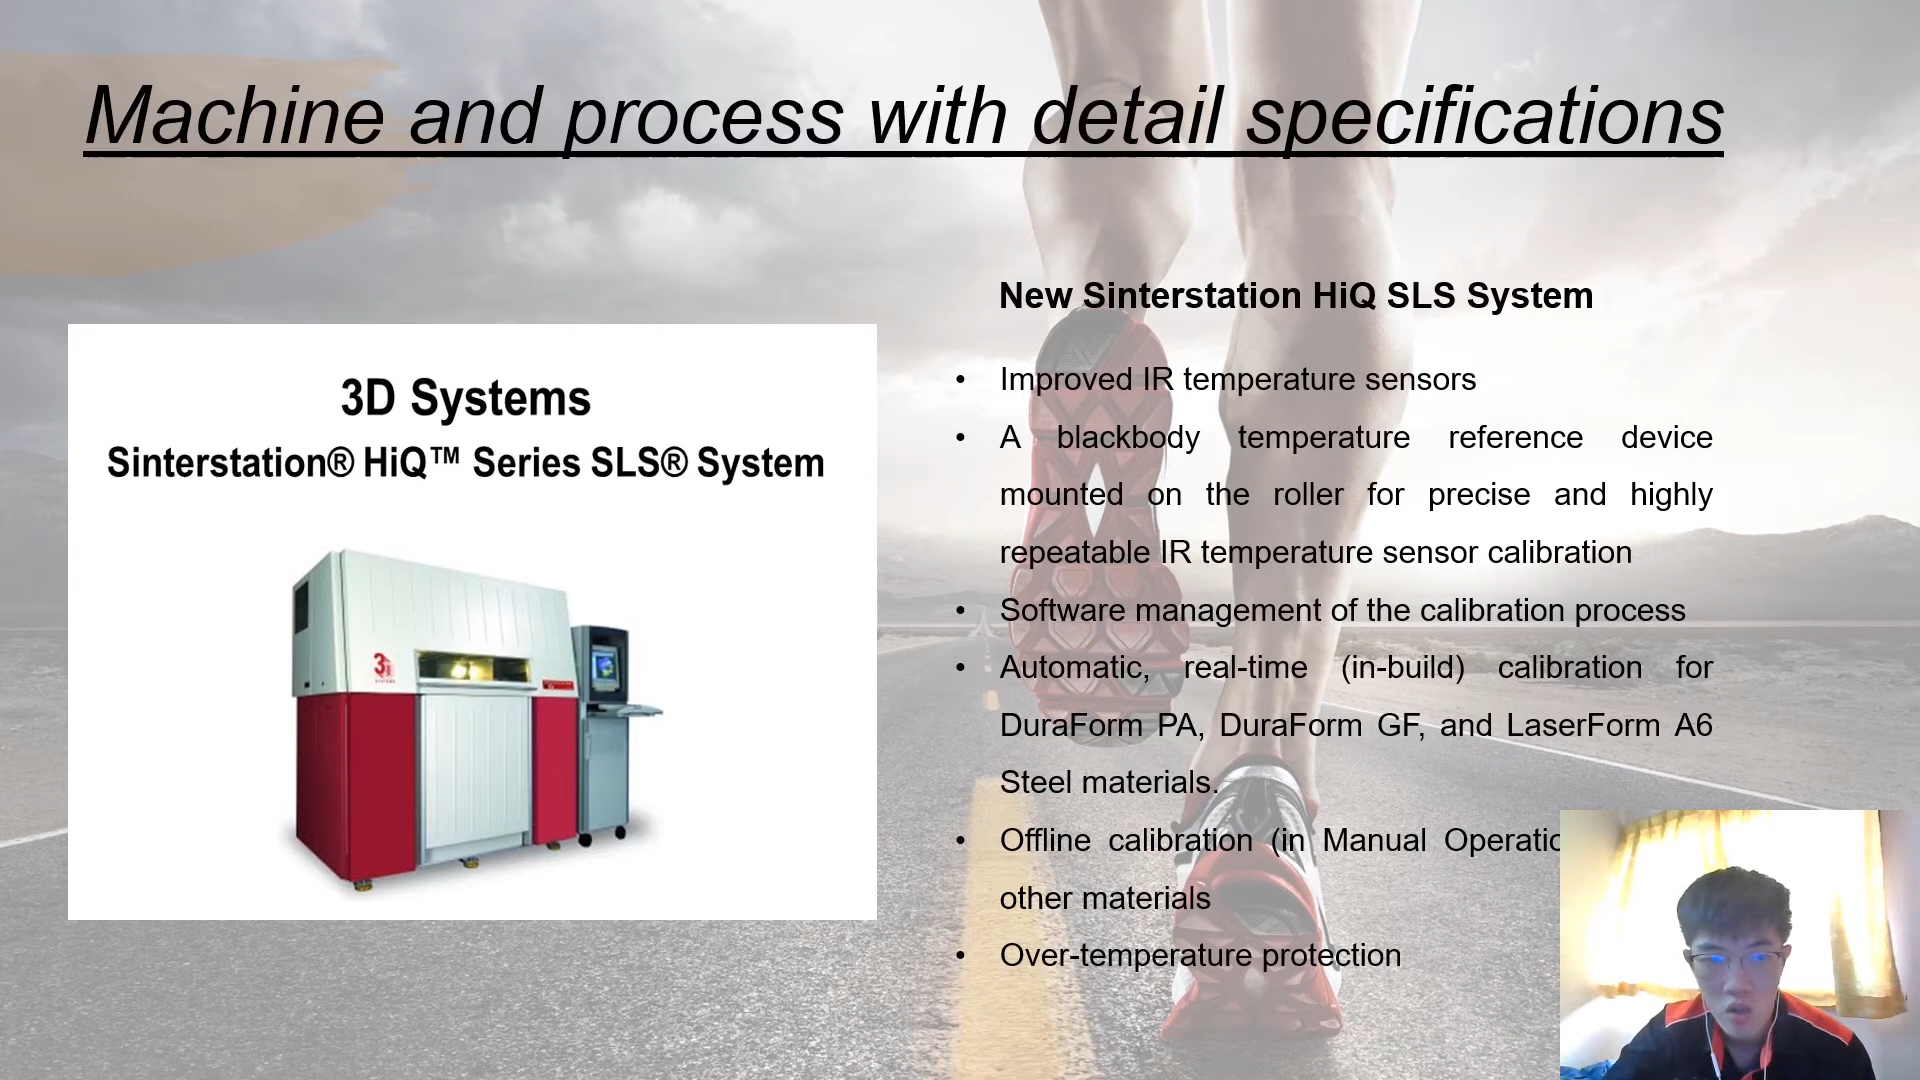 Machine and process with detail specifications
New Sinterstation HiQ SLS System
3D Systems
Sinterstation® HiQ™ Series SLS® System
• Improved IR temperature sensors
• A blackbody temperature reference device
mounted on the roller for precise and highly
repeatable IR temperature sensor calibration
• Software management of the calibration process
• Automatic, real-time (in-build) calibration for
DuraForm PA, DuraForm GF, and LaserForm A6
Steel materials.
• Offline calibration (in Manual
other materials
• Over-temperature protection